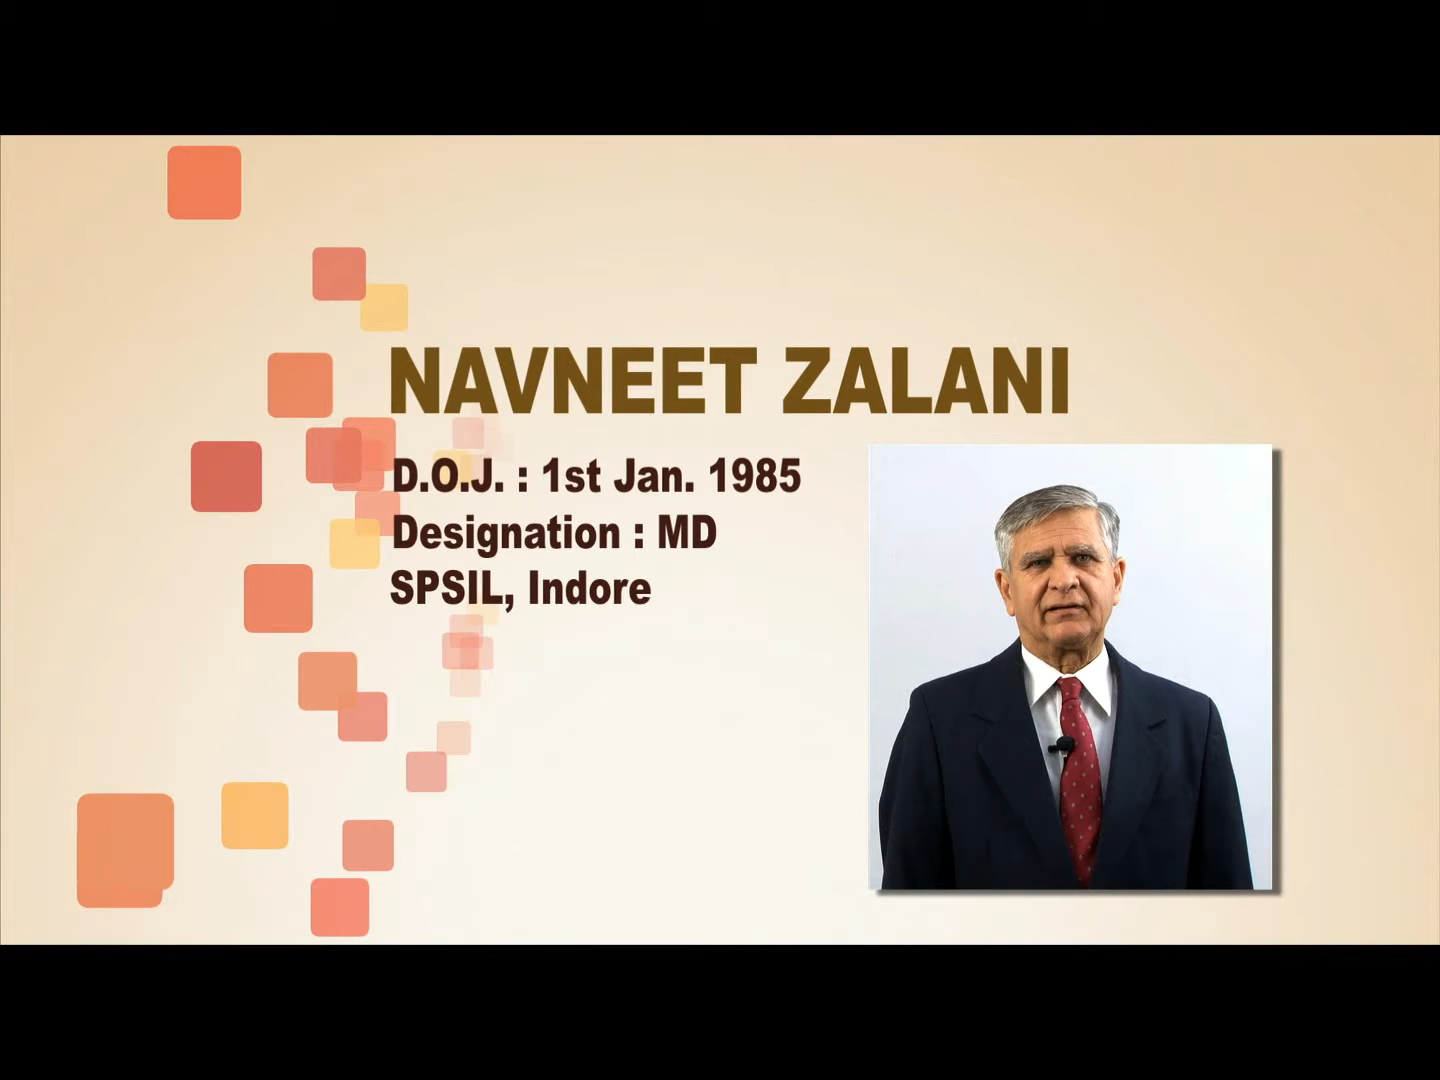 NAVNEET ZALANI
D.O.J. : 1st Jan. 1985
Designation : MD
SPSIL, Indore